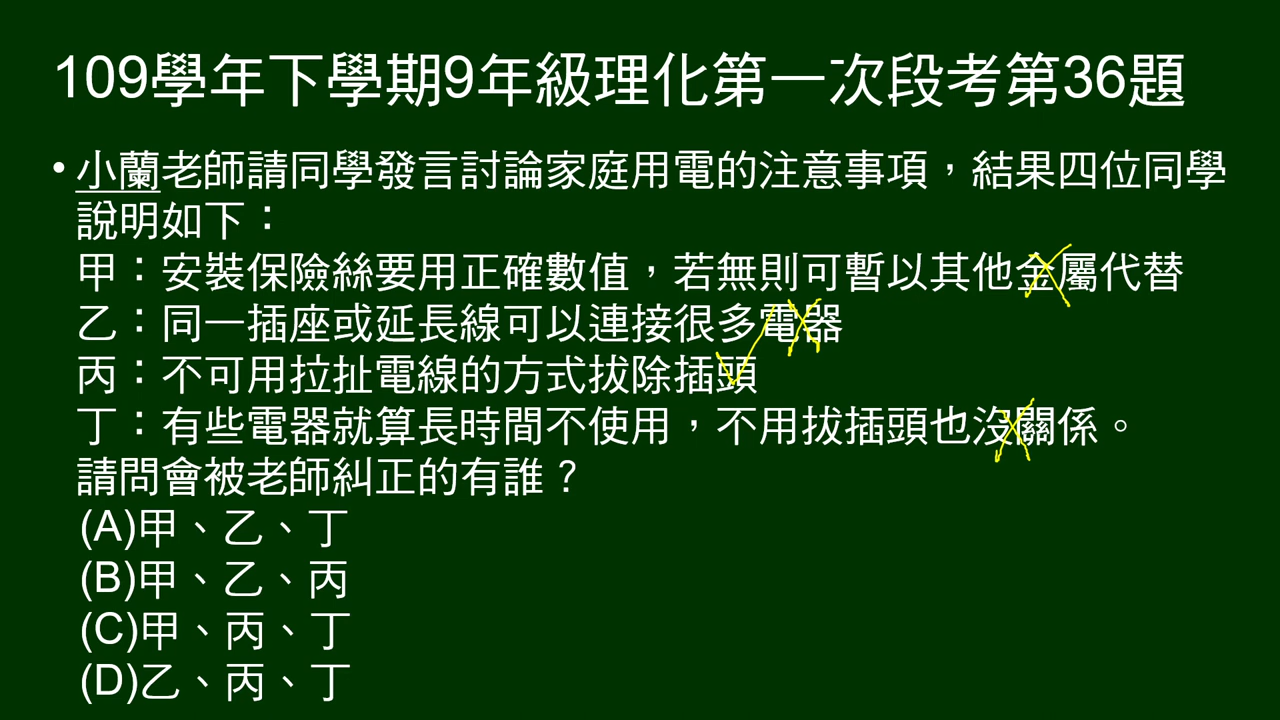 109學年下學期9年級理化第一次段考第36題
• 小蘭老師請同學發言討論家庭用電的注意事項，結果四位同學
說明如下：
甲：安裝保險絲要用正確數值，若無則可暫以其他金屬代替
乙：同一插座或延長線可以連接很多電器
丙：不可用拉扯電線的方式拔除插頭
丁：有些電器就算長時間不使用，不用拔插頭也沒關係。
請問會被老師糾正的有誰？
(A)甲、乙、丁
(B)甲、乙、丙
(C)甲、丙、丁
(D)乙、丙、丁